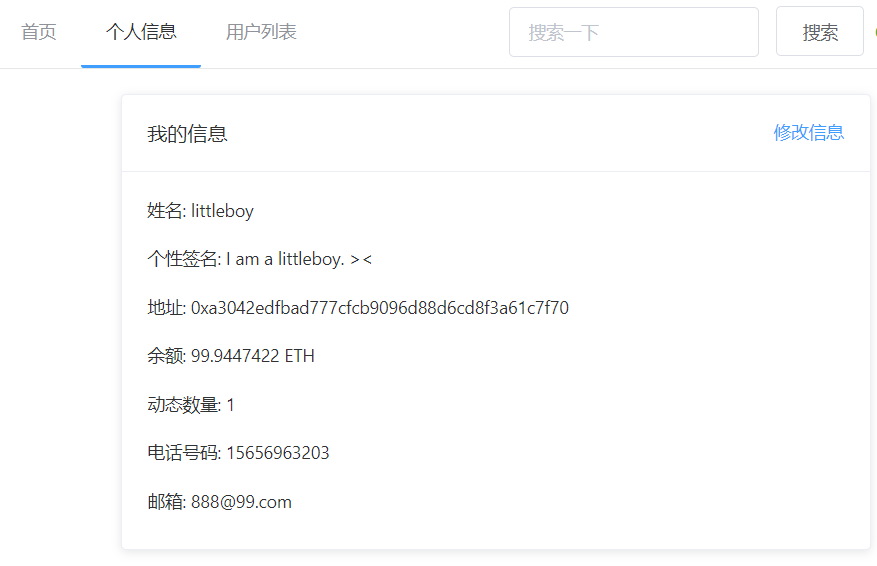 首页 个人信息 用户列表 搜索一下 搜索
我的信息 修改信息
姓名: littleboy
个性签名: I am a littleboy. ><
地址: 0xa3042edfbad777cfcb9096d88d6cd8f3a61c7f70
余额: 99.9447422 ETH
动态数量: 1
电话号码: 15656963203
邮箱: 888@99.com